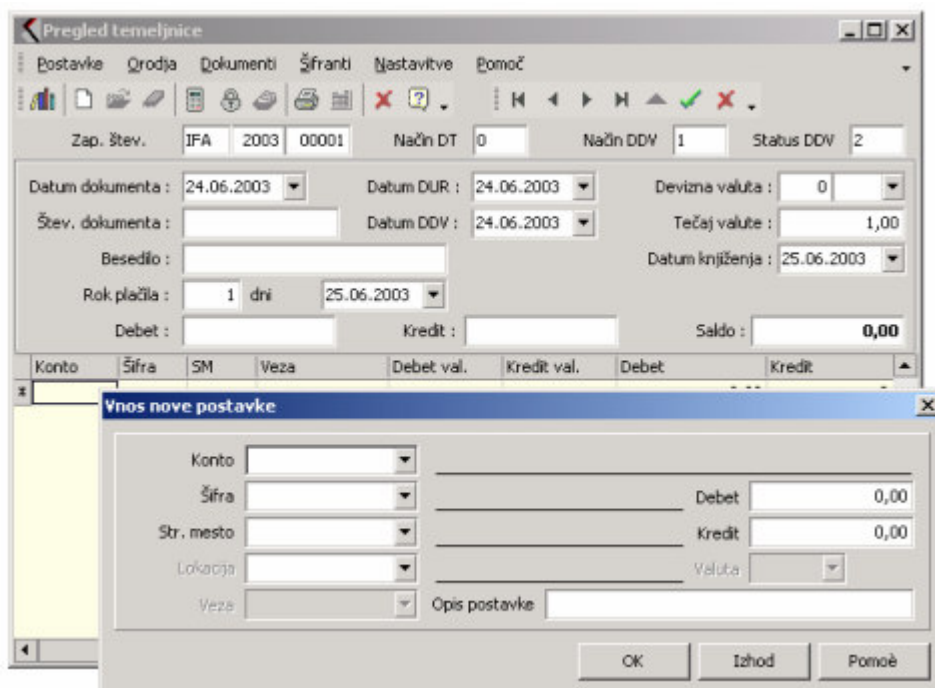 Pregled temeljnice
Postavke Orodja Dokumenti Šifranti Nastavitve Pomoč
Zap. štev. IFA 2003 00001 Način DT 0 Način DDV 1 Status DDV 2
Datum dokumenta : 24.06.2003 Datum DUR : 24.06.2003 Devizna valuta : 0
Štev. dokumenta : Datum DDV : 24.06.2003 Tečaj valute : 1,00
Besedilo : Datum knjiženja : 25.06.2003
Rok plačila : 1 dni 25.06.2003
Debet : Kredit : Saldo : 0,00
Konto Šifra SM Veza Debet val. Kredit val. Debet Kredit
Vnos nove postavke
Konto
Šifra Debet 0,00
Str. mesto Kredit 0,00
Lokacija Valuta
Veza Opis postavke
OK Izhod Pomoè